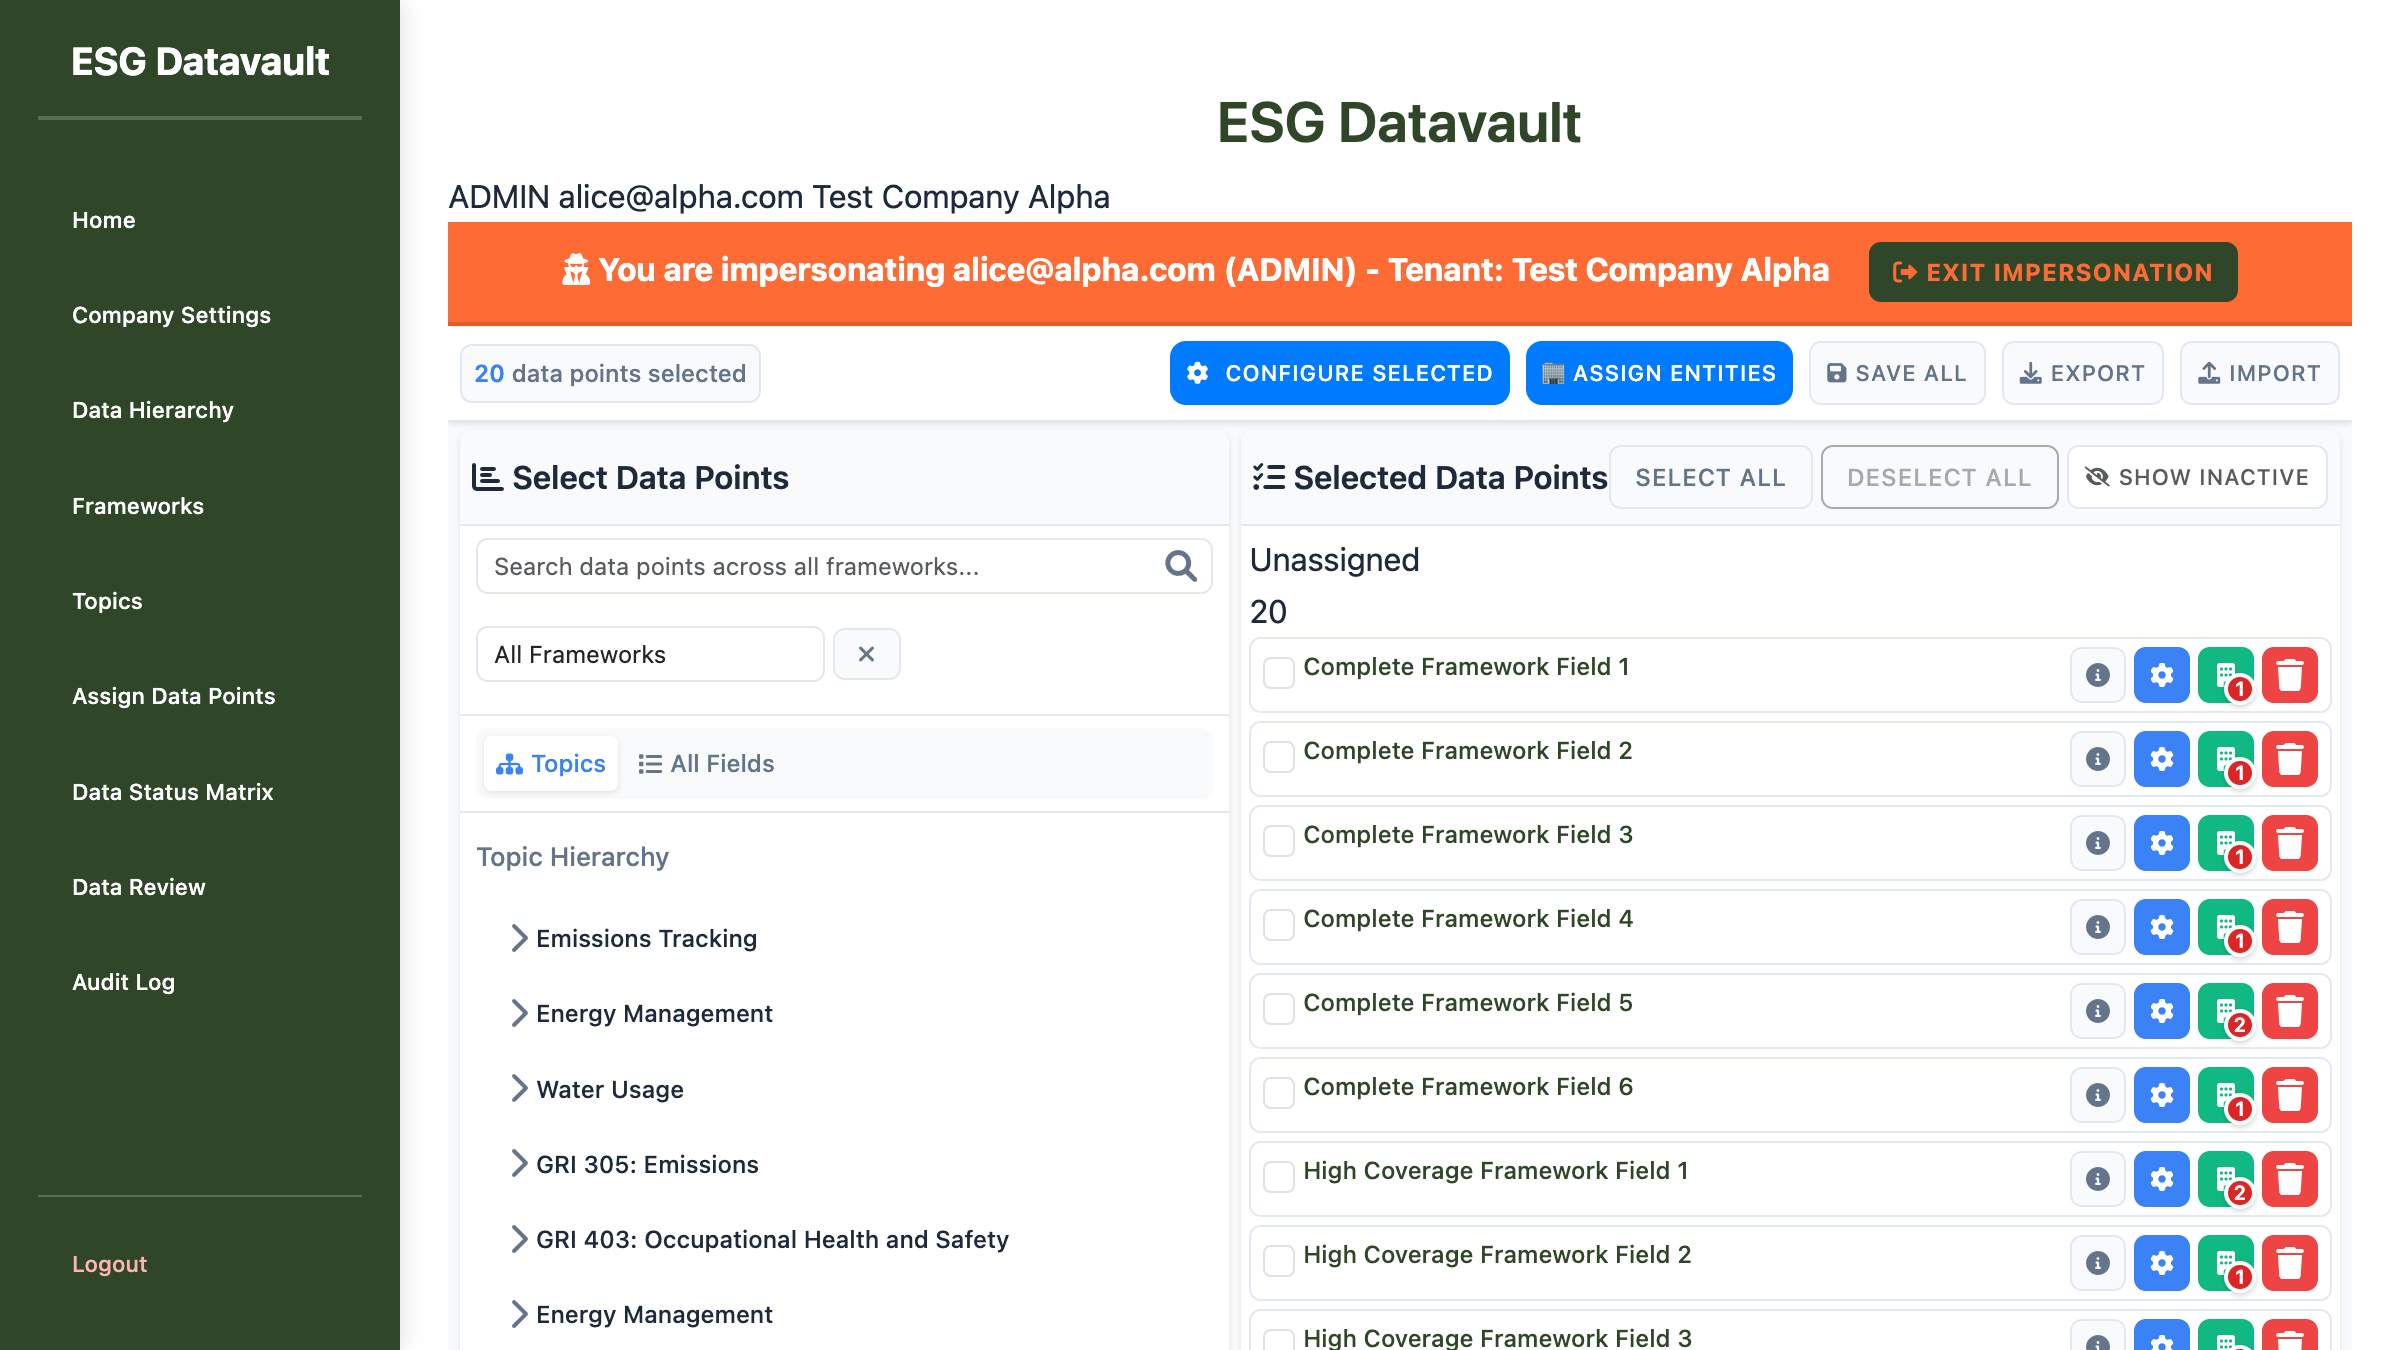 ESG Datavault
Home
Company Settings
Data Hierarchy
Frameworks
Topics
Assign Data Points
Data Status Matrix
Data Review
Audit Log
Logout
ESG Datavault
ADMIN alice@alpha.com Test Company Alpha
You are impersonating alice@alpha.com (ADMIN) - Tenant: Test Company Alpha
EXIT IMPERSONATION
20 data points selected
CONFIGURE SELECTED
ASSIGN ENTITIES
SAVE ALL
EXPORT
IMPORT
Select Data Points
Search data points across all frameworks...
All Frameworks
Topics
All Fields
Topic Hierarchy
Emissions Tracking
Energy Management
Water Usage
GRI 305: Emissions
GRI 403: Occupational Health and Safety
Energy Management
Selected Data Points
SELECT ALL
DESELECT ALL
SHOW INACTIVE
Unassigned
20
Complete Framework Field 1
1
Complete Framework Field 2
1
Complete Framework Field 3
1
Complete Framework Field 4
1
Complete Framework Field 5
2
Complete Framework Field 6
1
High Coverage Framework Field 1
2
High Coverage Framework Field 2
1
High Coverage Framework Field 3